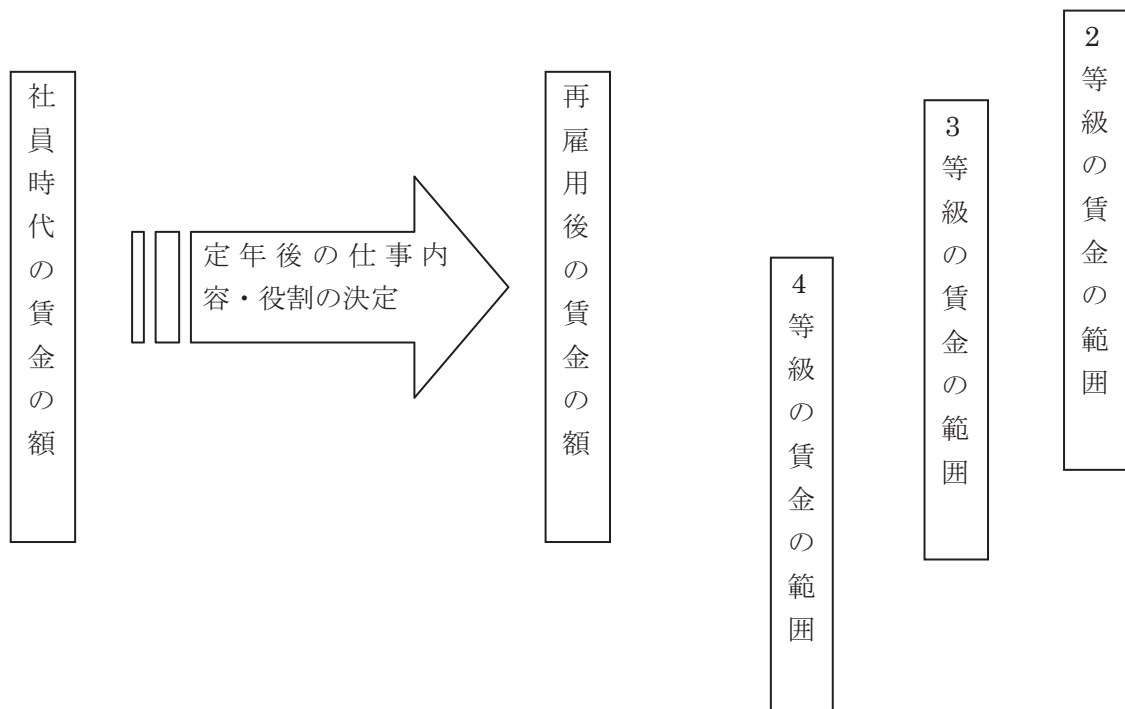 社員時代の賃金の額
定年後の仕事内
容・役割の決定
再雇用後の賃金の額
4等級の賃金の範囲
3等級の賃金の範囲
2等級の賃金の範囲